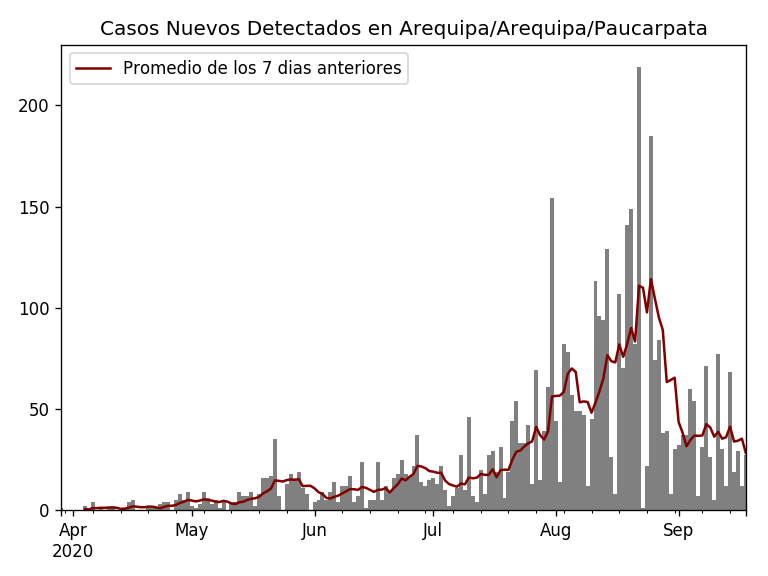 Casos Nuevos Detectados en Arequipa/Arequipa/Paucarpata
Promedio de los 7 dias anteriores
200
150
100
50
0
Apr May Jun Jul Aug Sep
2020